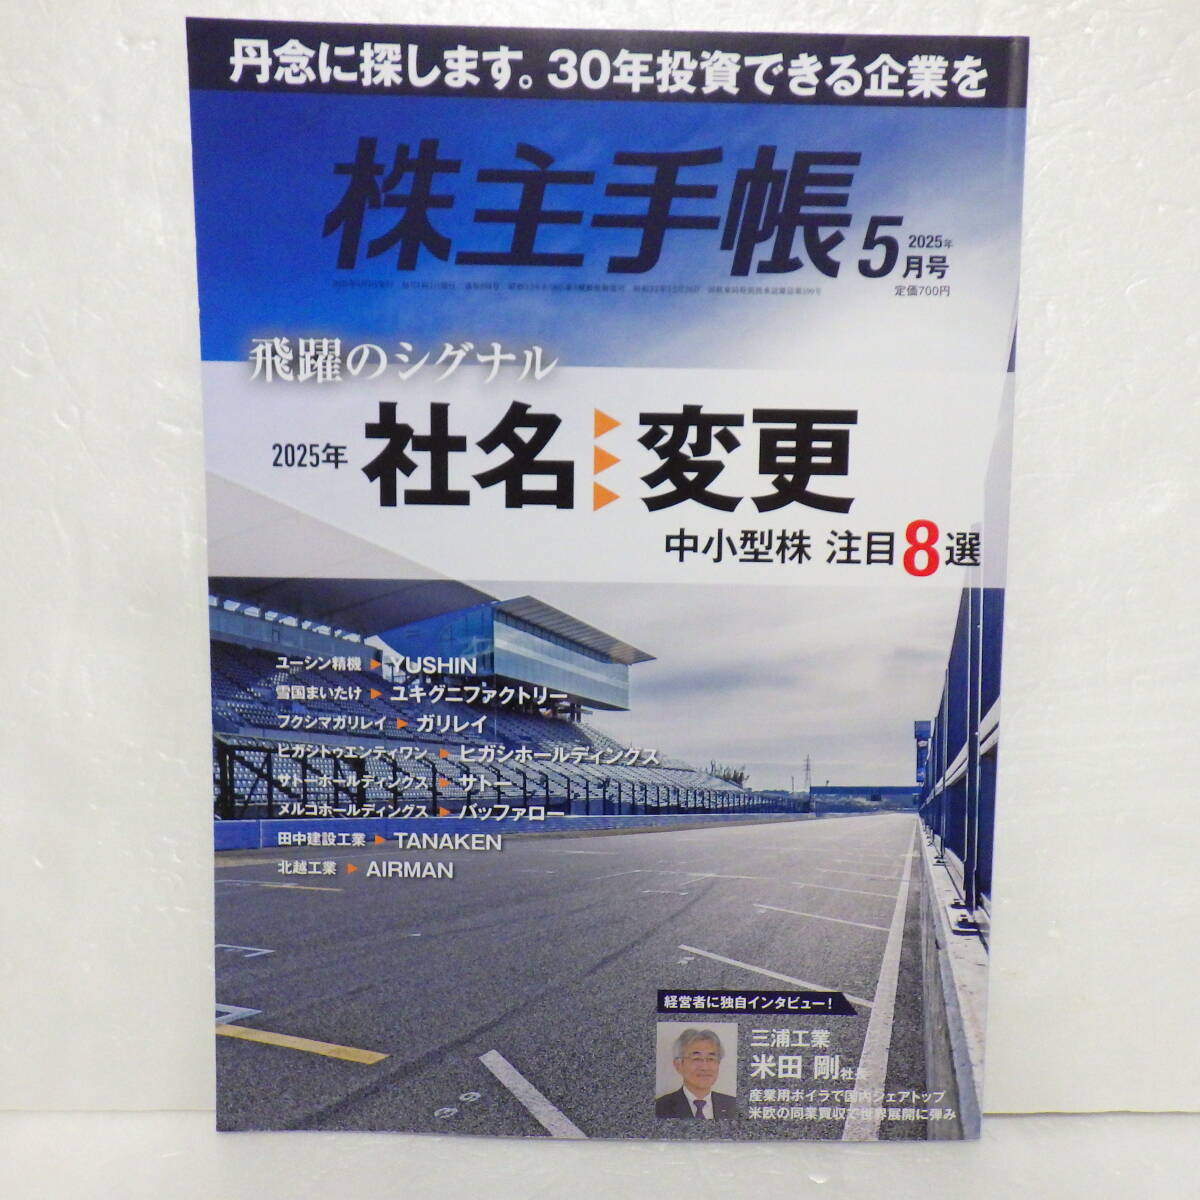 丹念に探します。30年投資できる企業を
株主手帳
5月号
2025年
定価700円
飛躍のシグナル
2025年 社名▶変更
中小型株 注目8選
ユーシン精機 ▶ YUSHIN
雪国まいたけ ▶ ユキグニファクトリー
フクシマガリレイ ▶ ガリレイ
ヒガシトゥエンティワン ▶ ヒガシホールディングス
サトーホールディングス ▶ サトー
メルコホールディングス ▶ バッファロー
田中建設工業 ▶ TANAKEN
北越工業 ▶ AIRMAN
経営者に独自インタビュー！
三浦工業
米田 剛社長
産業用ボイラで国内シェアトップ
米欧の同業買収で世界展開に弾み